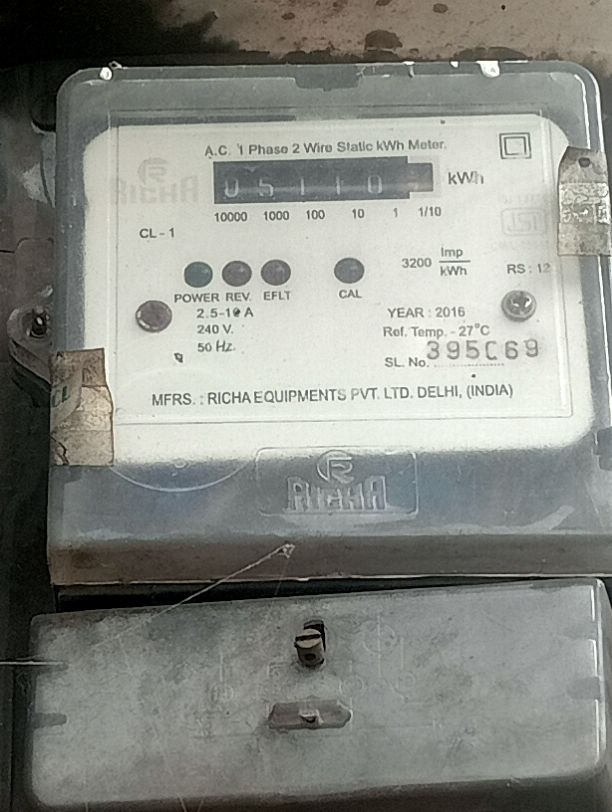 A.C. 1 Phase 2 Wire Static kWh Meter.
RICHA
05110 kWh
10000 1000 100 10 1 1/10
CL-1
3200 Imp/kWh
RS : 12
POWER REV. EFLT CAL
2.5-10 A
240 V.
50 Hz.
YEAR : 2016
Ref. Temp. - 27°C
SL. No. 395C69
MFRS. : RICHA EQUIPMENTS PVT. LTD. DELHI, (INDIA)
RICHA